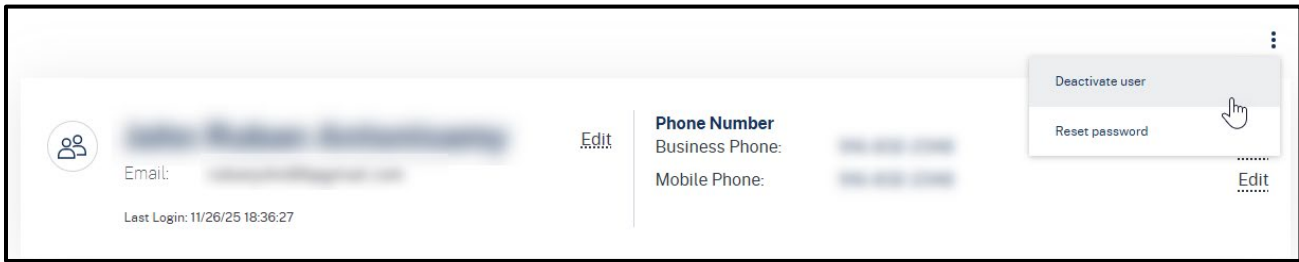 Deactivate user
Reset password
Edit
Email:
Last Login: 11/26/25 18:36:27
Phone Number
Business Phone:
Mobile Phone:
Edit